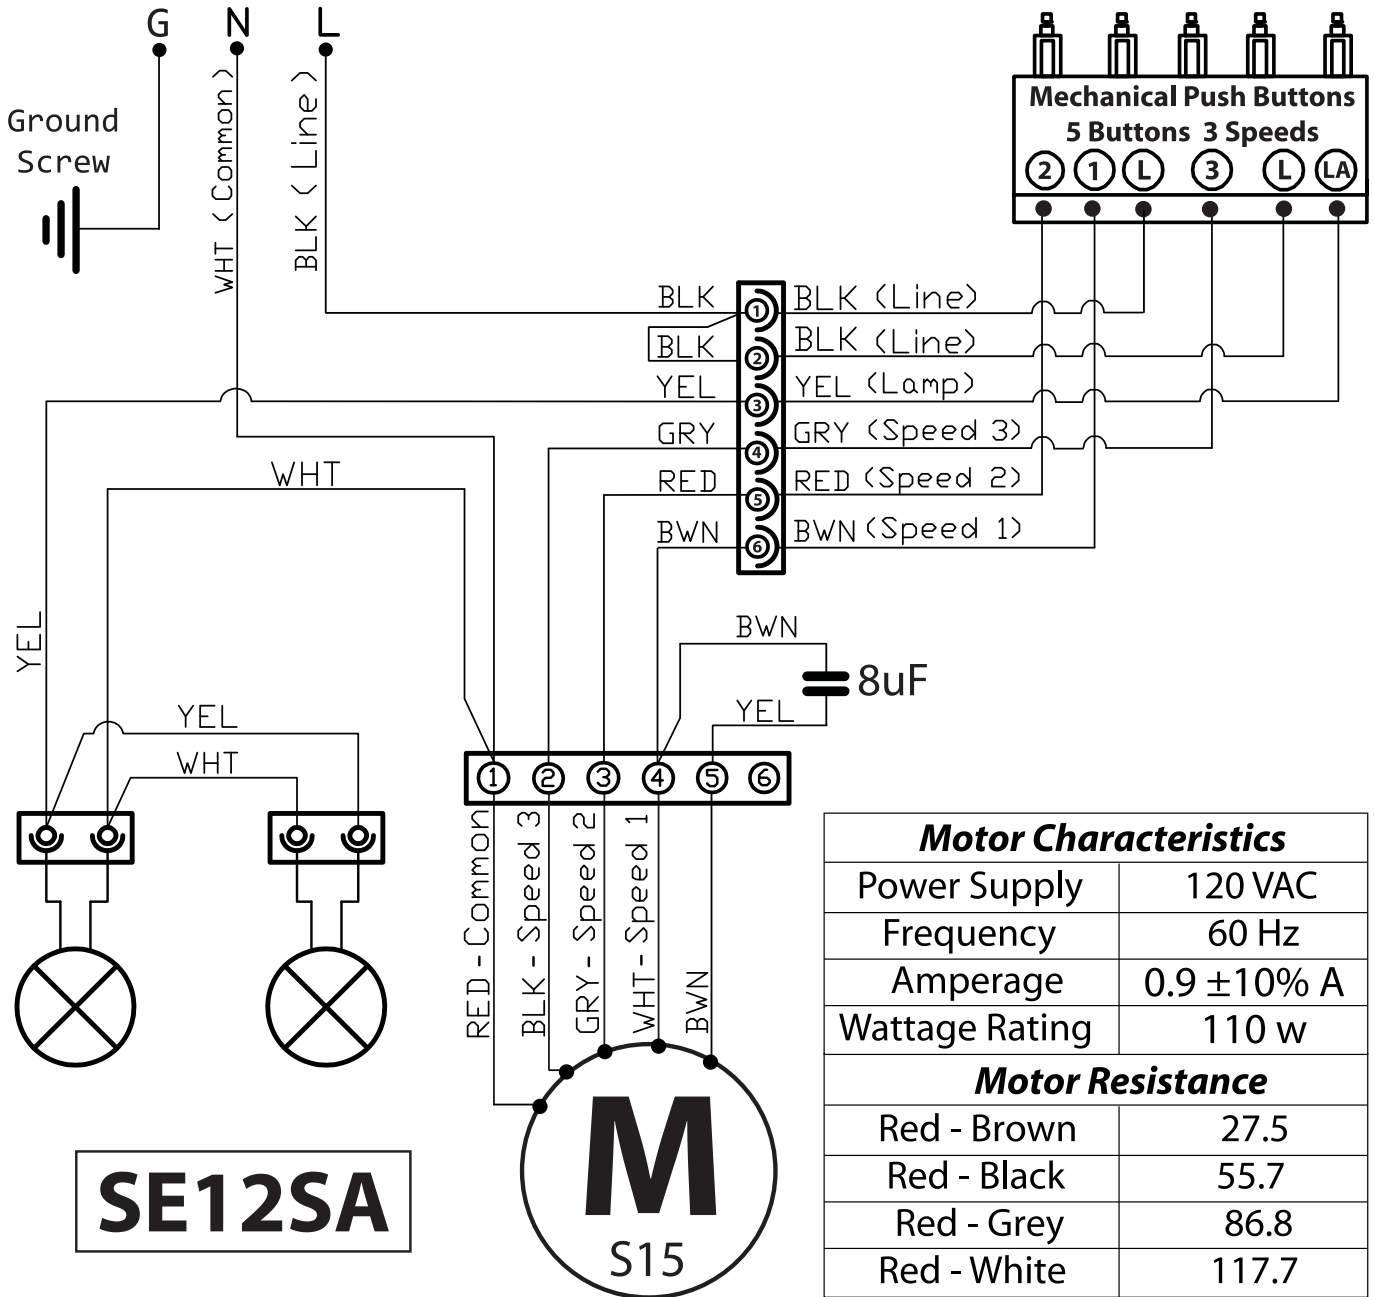 G N L
Ground
Screw
WHT (Common)
BLK (Line)
Mechanical Push Buttons
5 Buttons 3 Speeds
2 1 L 3 L LA
BLK 1 BLK (Line)
BLK 2 BLK (Line)
YEL 3 YEL (Lamp)
GRY 4 GRY (Speed 3)
RED 5 RED (Speed 2)
BWN 6 BWN (Speed 1)
WHT
YEL
BWN
8uF
YEL
YEL
WHT
1 2 3 4 5 6
RED - Common
BLK - Speed 3
GRY - Speed 2
WHT - Speed 1
BWN
M
S15
SE12SA
Motor Characteristics
Power Supply 120 VAC
Frequency 60 Hz
Amperage 0.9 ±10% A
Wattage Rating 110 w
Motor Resistance
Red - Brown 27.5
Red - Black 55.7
Red - Grey 86.8
Red - White 117.7